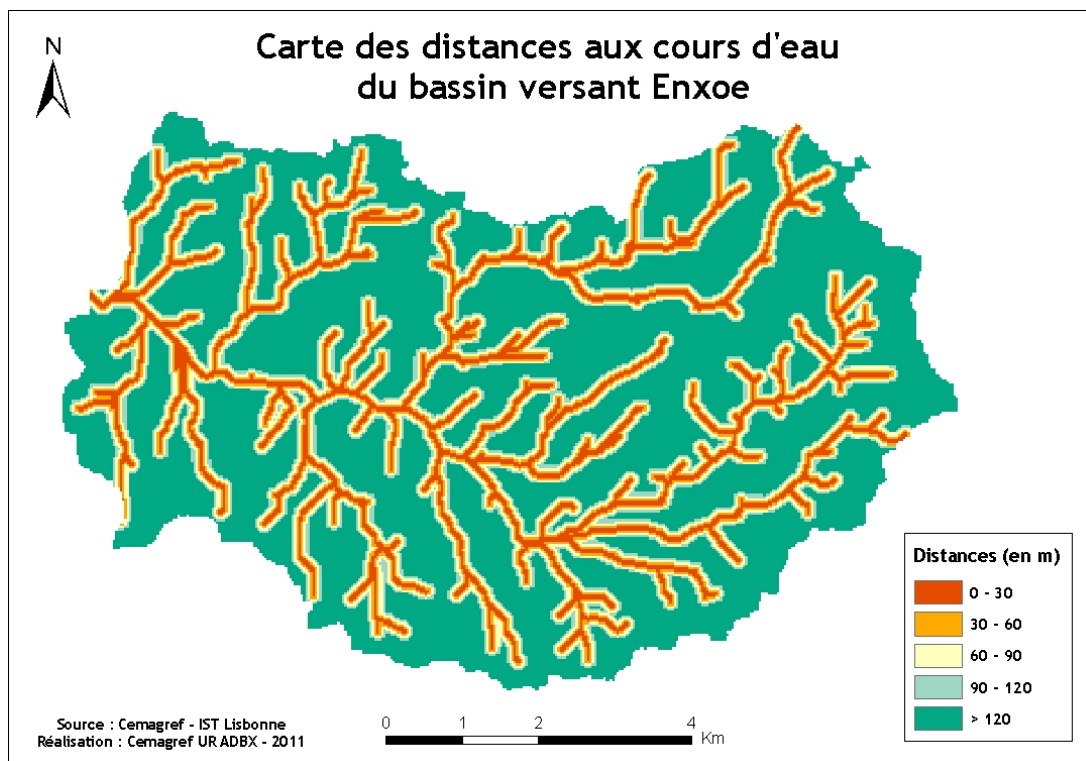 N
Carte des distances aux cours d'eau
du bassin versant Enxoe
Distances (en m)
0 - 30
30 - 60
60 - 90
90 - 120
> 120
Source : Cemagref - IST Lisbonne
Réalisation : Cemagref UR ADBX - 2011
0 1 2 4
Km